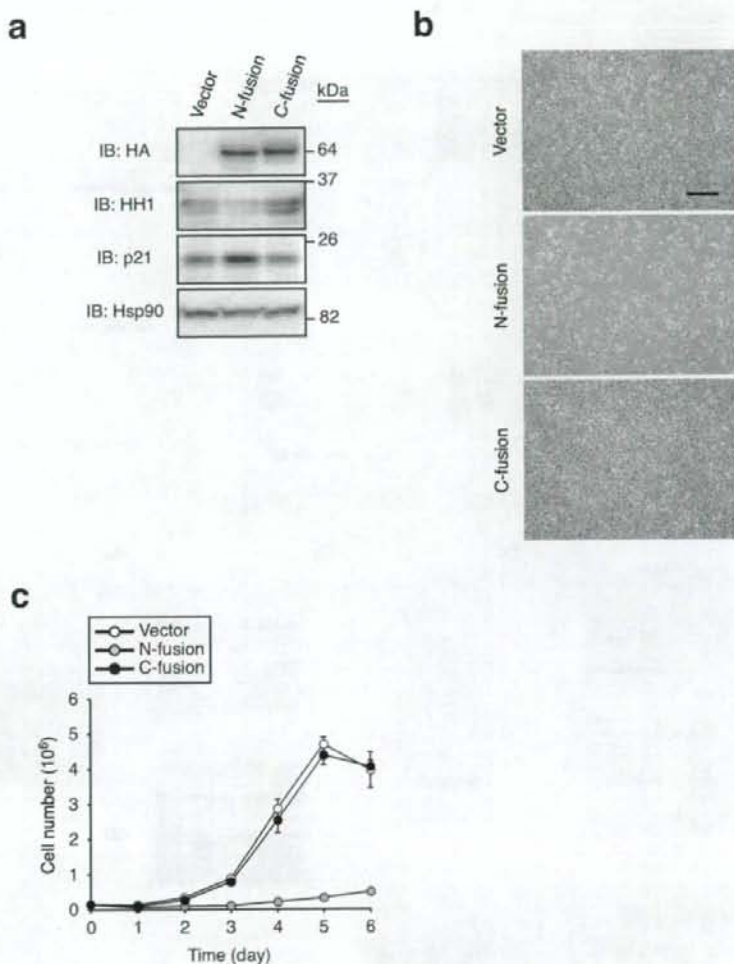 a
Vector
N-fusion
C-fusion
kDa
IB: HA
64
37
IB: HH1
26
IB: p21
IB: Hsp90
82
b
Vector
N-fusion
C-fusion
c
Vector
N-fusion
C-fusion
6
5
4
3
2
1
0
Cell number (10⁶)
0 1 2 3 4 5 6
Time (day)